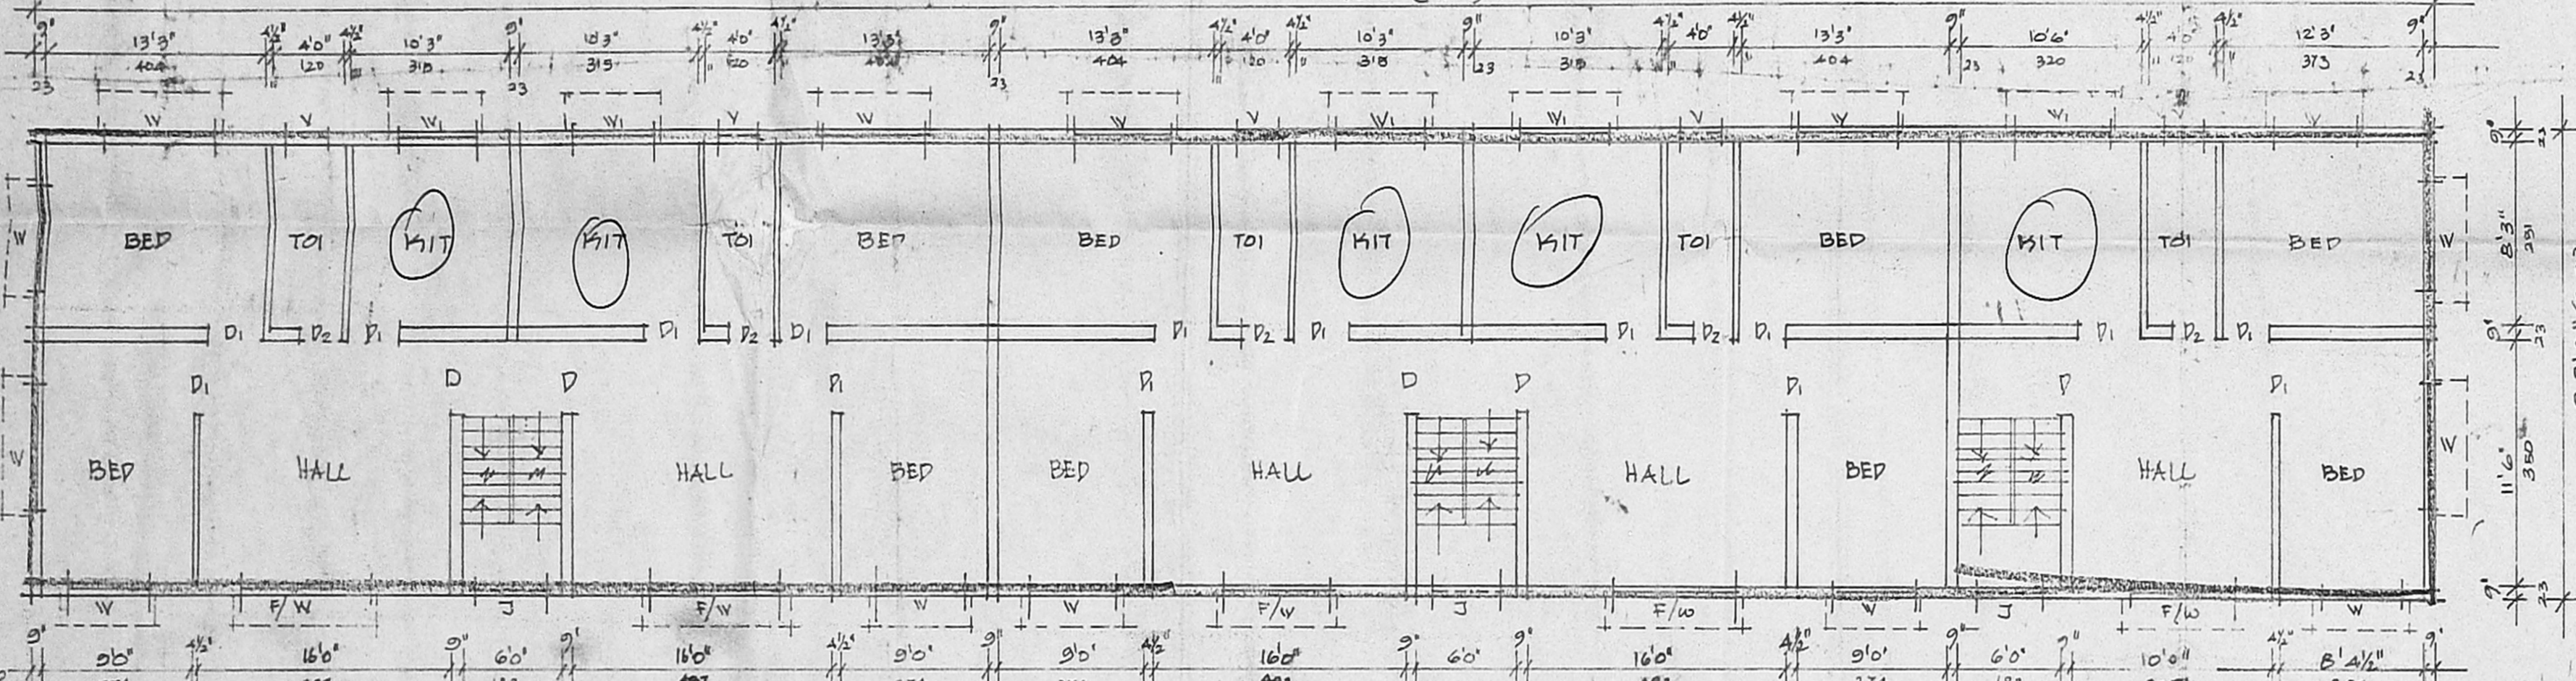 9" 13'3" 4½" 4'0" 4½" 10'3" 9" 10'3" 4½" 4'0" 4½" 13'3" 9" 13'3" 4½" 4'0" 4½" 10'3" 9" 10'3" 4½" 4'0" 4½" 13'3" 9" 10'6" 4½" 4'0" 4½" 12'3" 9"
23 404 120 315 23 315 120 23 404 120 315 23 315 404 23 320 120 373 23
W V W1 W1 V W W V W1 W1 V W W1 V V
9" 23
W BED TOI KIT KIT TOI BED BED TOI KIT KIT TOI BED KIT TOI BED W 8'3" 251
D1 D2 D1 D1 D2 D1 D1 D2 D1 D1 D2 D1 D1 D2 D1 9" 23
D1 D D D1 D1 D D D1 D D1
W BED HALL HALL BED BED HALL HALL BED HALL BED W 11'6" 350
9" 23
W F/W J F/W W W F/W J F/W W J F/W W
9" 9'0" 4½" 16'0" 9" 6'0" 9" 16'0" 4½" 9'0" 9" 9'0" 4½" 16'0" 9" 6'0" 9" 16'0" 4½" 9'0" 9" 6'0" 9" 10'0" 4½" 8'4½" 9"